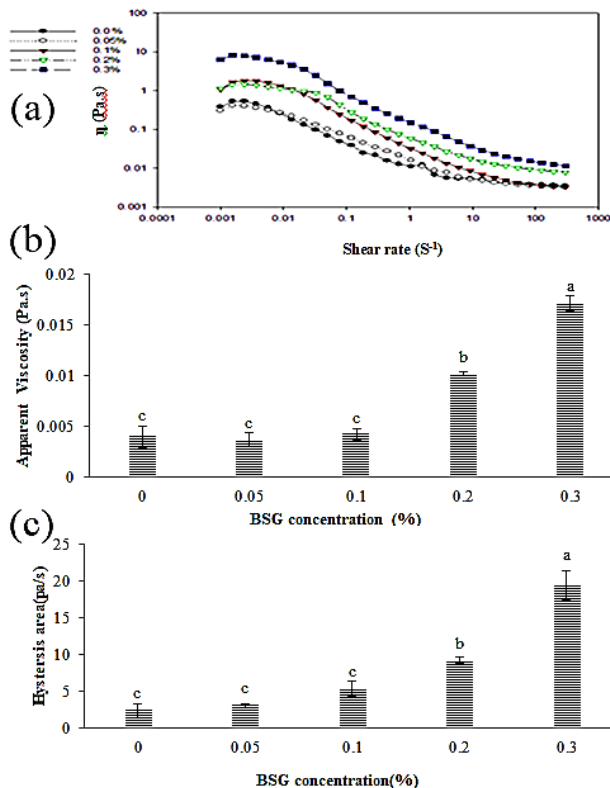 0.0%
0.05%
0.1%
0.2%
0.3%
(a)
η (Pa.s)
100
10
1
0.1
0.01
0.001
0.0001 0.001 0.01 0.1 1 10 100 1000
Shear rate (S-1)
(b)
Apparent Viscosity (Pa.s)
0.02
0.015
0.01
0.005
0
c c c b a
0 0.05 0.1 0.2 0.3
BSG concentration (%)
(c)
Hystersis area(pa/s)
25
20
15
10
5
0
c c c b a
0 0.05 0.1 0.2 0.3
BSG concentration(%)